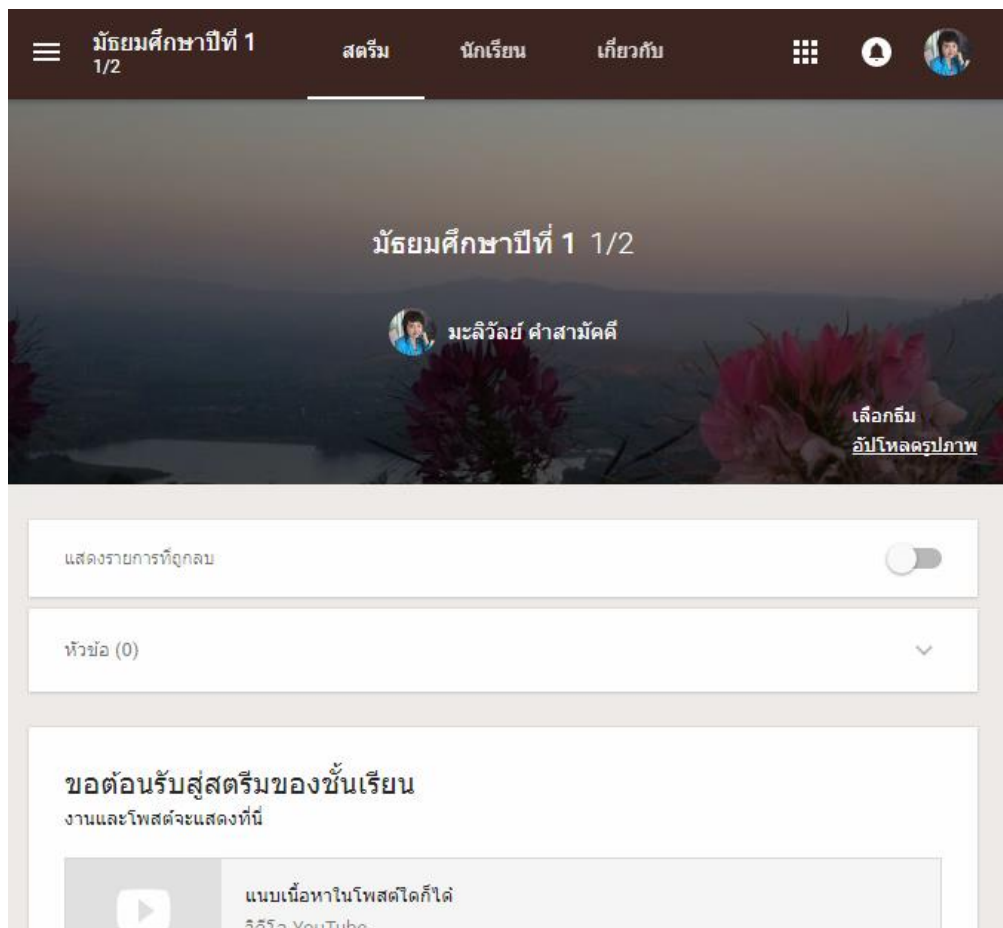 มัธยมศึกษาปีที่ 1
1/2
สตรีม นักเรียน เกี่ยวกับ
มัธยมศึกษาปีที่ 1 1/2
มะลิวัลย์ คำสามัคคี
เลือกธีม
อัปโหลดรูปภาพ
แสดงรายการที่ถูกลบ
หัวข้อ (0)
ขอต้อนรับสู่สตรีมของชั้นเรียน
งานและโพสต์จะแสดงที่นี่
แนบเนื้อหาในโพสต์ใดก็ได้
วิดีโอ YouTube